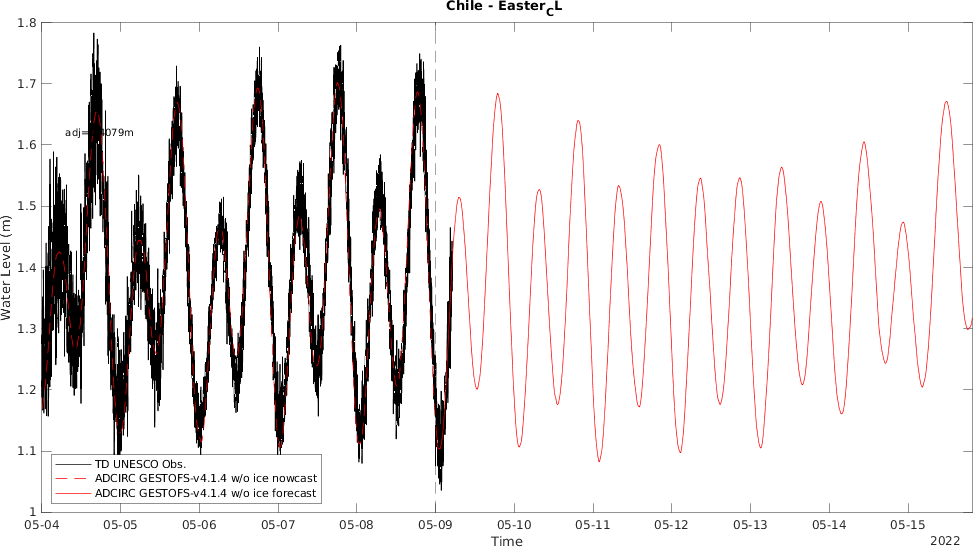 Chile - EasterCL
1.8
1.7
adj= 4079m
1.6
1.5
1.4
1.3
1.2
1.1
1
Water Level (m)
TD UNESCO Obs.
ADCIRC GESTOFS-v4.1.4 w/o ice nowcast
ADCIRC GESTOFS-v4.1.4 w/o ice forecast
05-04 05-05 05-06 05-07 05-08 05-09 05-10 05-11 05-12 05-13 05-14 05-15
Time
2022